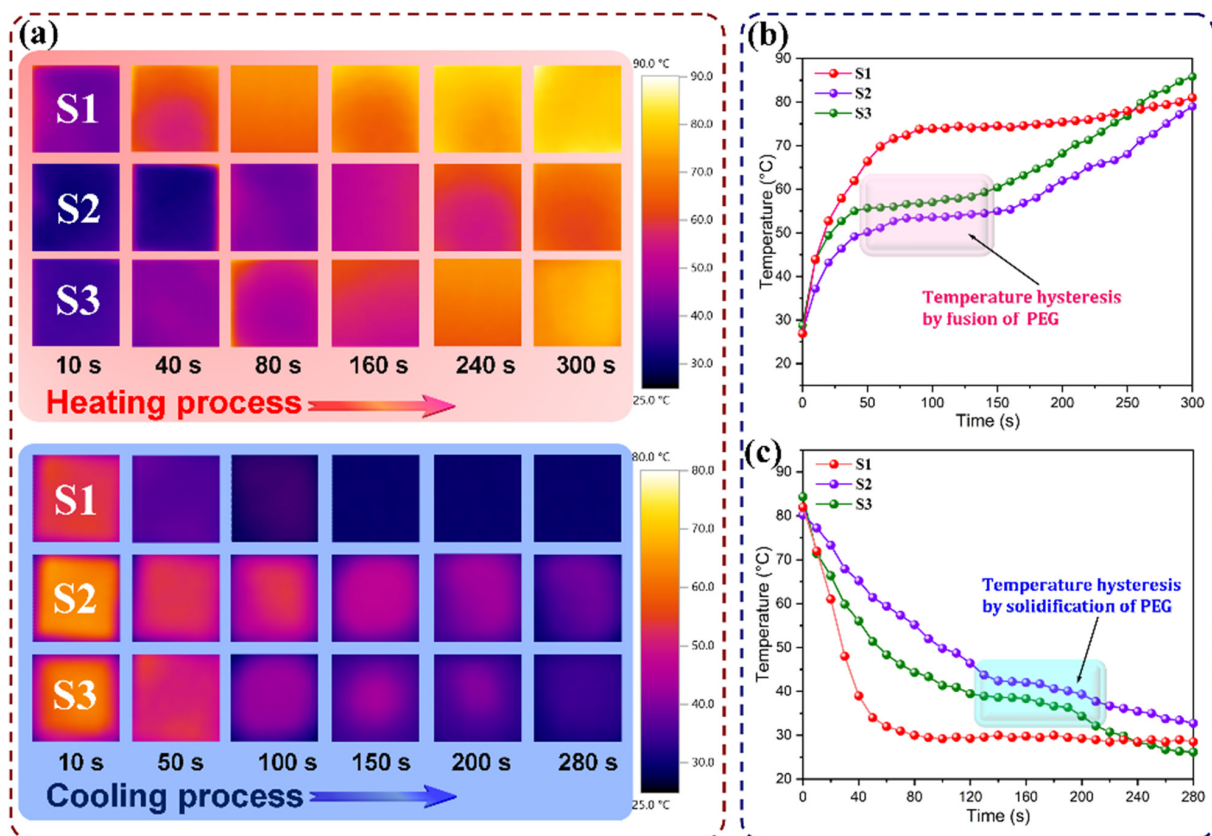 (a)
90.0 °C
S1
90.0
80.0
70.0
S2
60.0
50.0
S3
40.0
30.0
10 s 40 s 80 s 160 s 240 s 300 s
25.0 °C
Heating process
80.0 °C
S1
80.0
70.0
S2
60.0
50.0
S3
40.0
30.0
10 s 50 s 100 s 150 s 200 s 280 s
25.0 °C
Cooling process
(b)
S1
S2
S3
Temperature (°C)
90
80
70
60
50
40
30
20
Temperature hysteresis
by fusion of PEG
0 50 100 150 200 250 300
Time (s)
(c)
S1
S2
S3
Temperature (°C)
90
80
70
60
50
40
30
20
Temperature hysteresis
by solidification of PEG
0 40 80 120 160 200 240 280
Time (s)